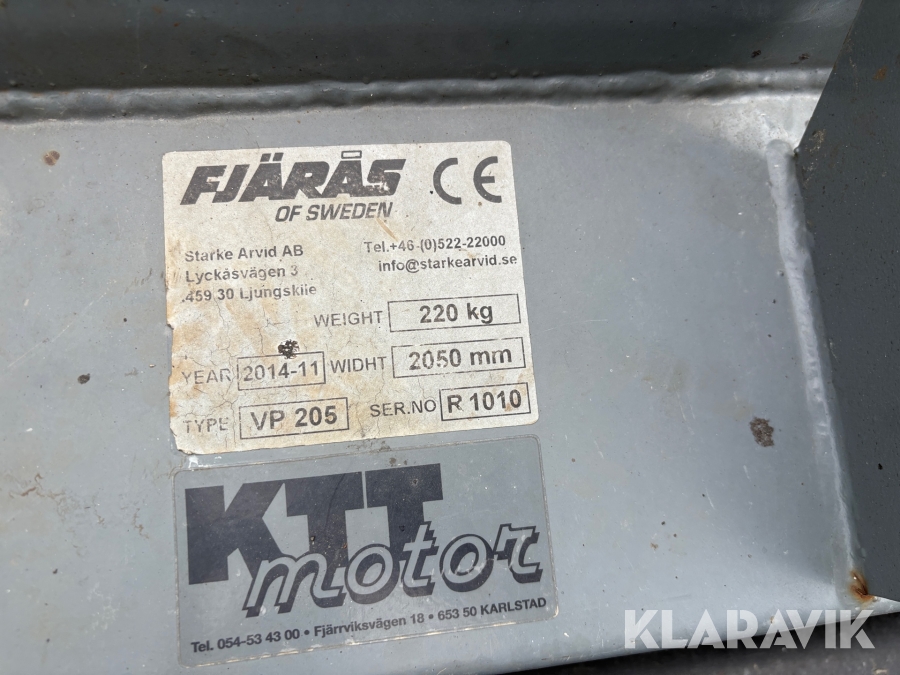 FJÄRÅS CE
OF SWEDEN
Starke Arvid AB Tel.+46-(0)522-22000
Lyckåsvägen 3 info@starkearvid.se
459 30 Ljungskile
WEIGHT 220 kg
YEAR 2014-11 WIDHT 2050 mm
TYPE VP 205 SER.NO R 1010
KTT
motor
Tel. 054-53 43 00 • Fjärrviksvägen 18 • 653 50 KARLSTAD
KLARAVIK